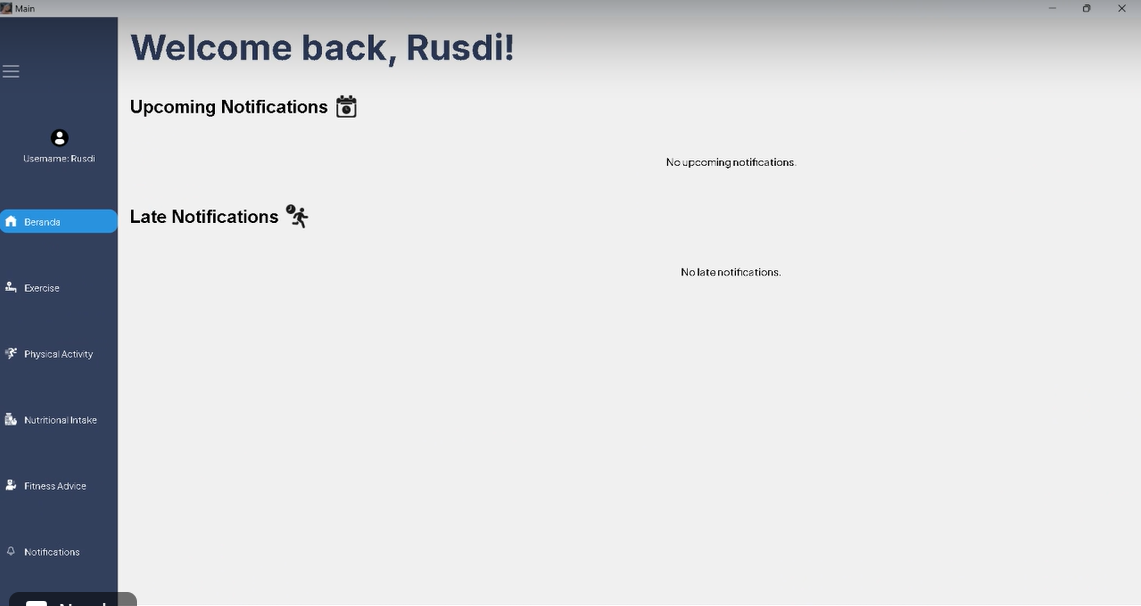 Main
Welcome back, Rusdi!
Upcoming Notifications
No upcoming notifications.
Late Notifications
No late notifications.
Username: Rusdi
Beranda
Exercise
Physical Activity
Nutritional Intake
Fitness Advice
Notifications